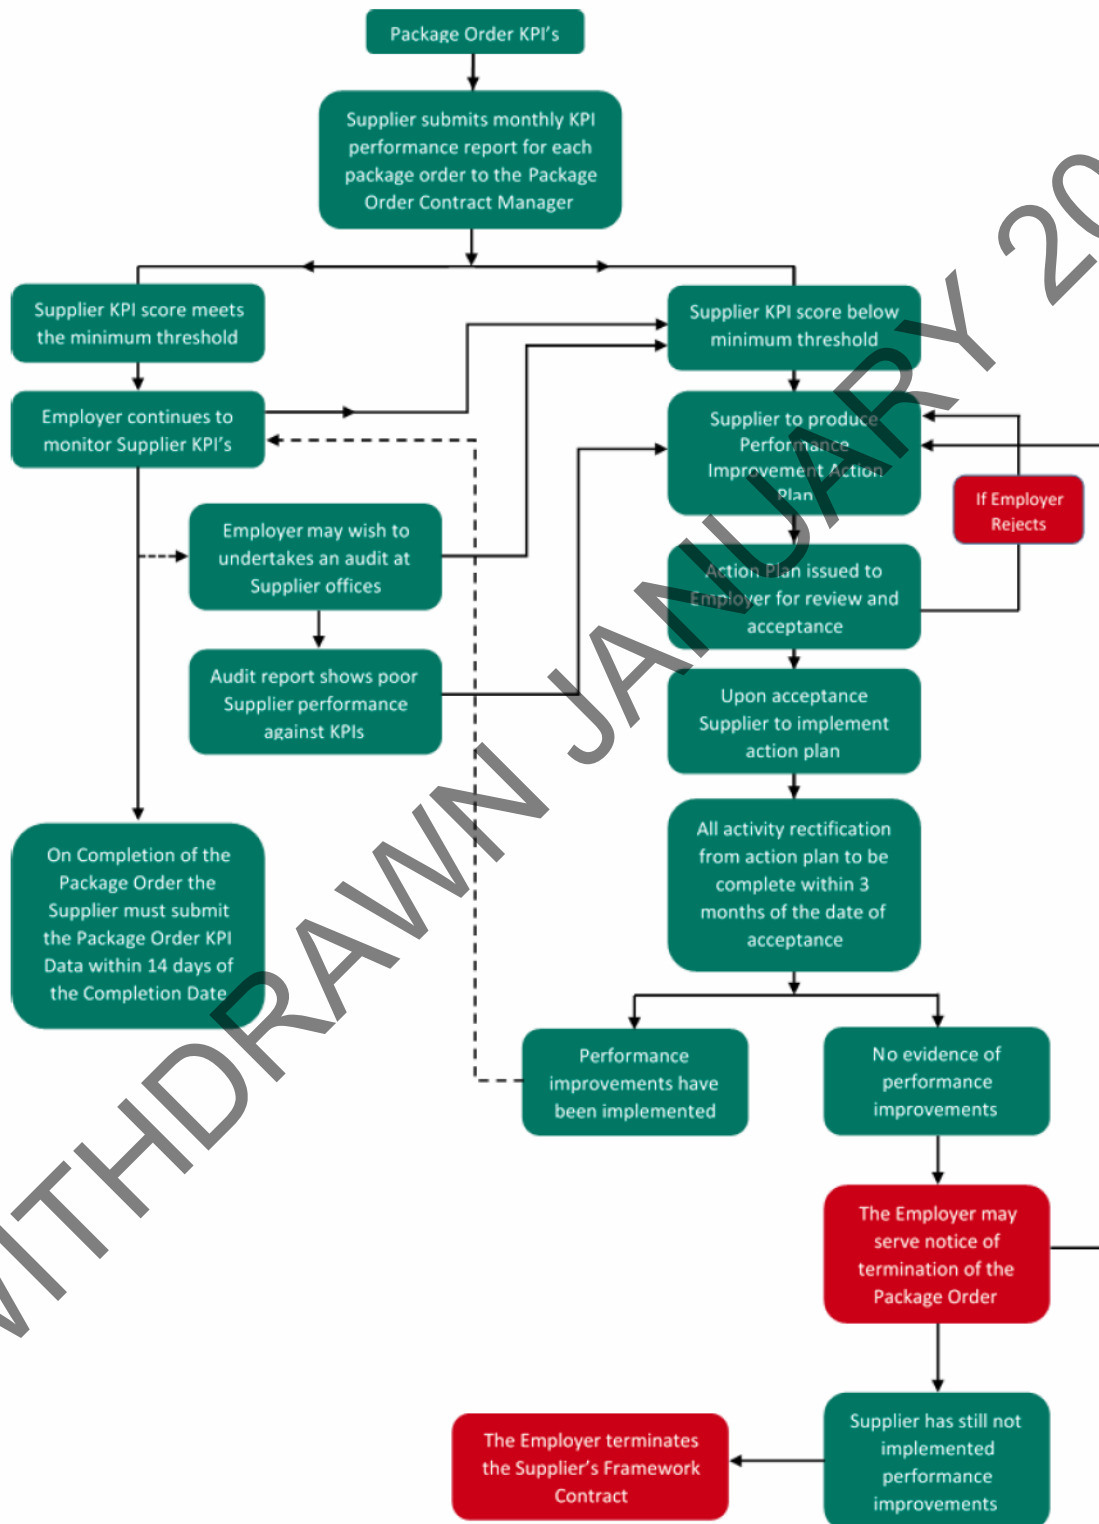 Package Order KPI's
Supplier submits monthly KPI
performance report for each
package order to the Package
Order Contract Manager
Supplier KPI score meets
the minimum threshold
Supplier KPI score below
minimum threshold
Employer continues to
monitor Supplier KPI's
Supplier to produce
Performance
Improvement Action
Plan
If Employer
Rejects
Employer may wish to
undertakes an audit at
Supplier offices
Action Plan issued to
Employer for review and
acceptance
Audit report shows poor
Supplier performance
against KPIs
Upon acceptance
Supplier to implement
action plan
All activity rectification
from action plan to be
complete within 3
months of the date of
acceptance
On Completion of the
Package Order the
Supplier must submit
the Package Order KPI
Data within 14 days of
the Completion Date
Performance
improvements have
been implemented
No evidence of
performance
improvements
The Employer may
serve notice of
termination of the
Package Order
Supplier has still not
implemented
performance
improvements
The Employer terminates
the Supplier's Framework
Contract
WITHDRAWN JANUARY 20